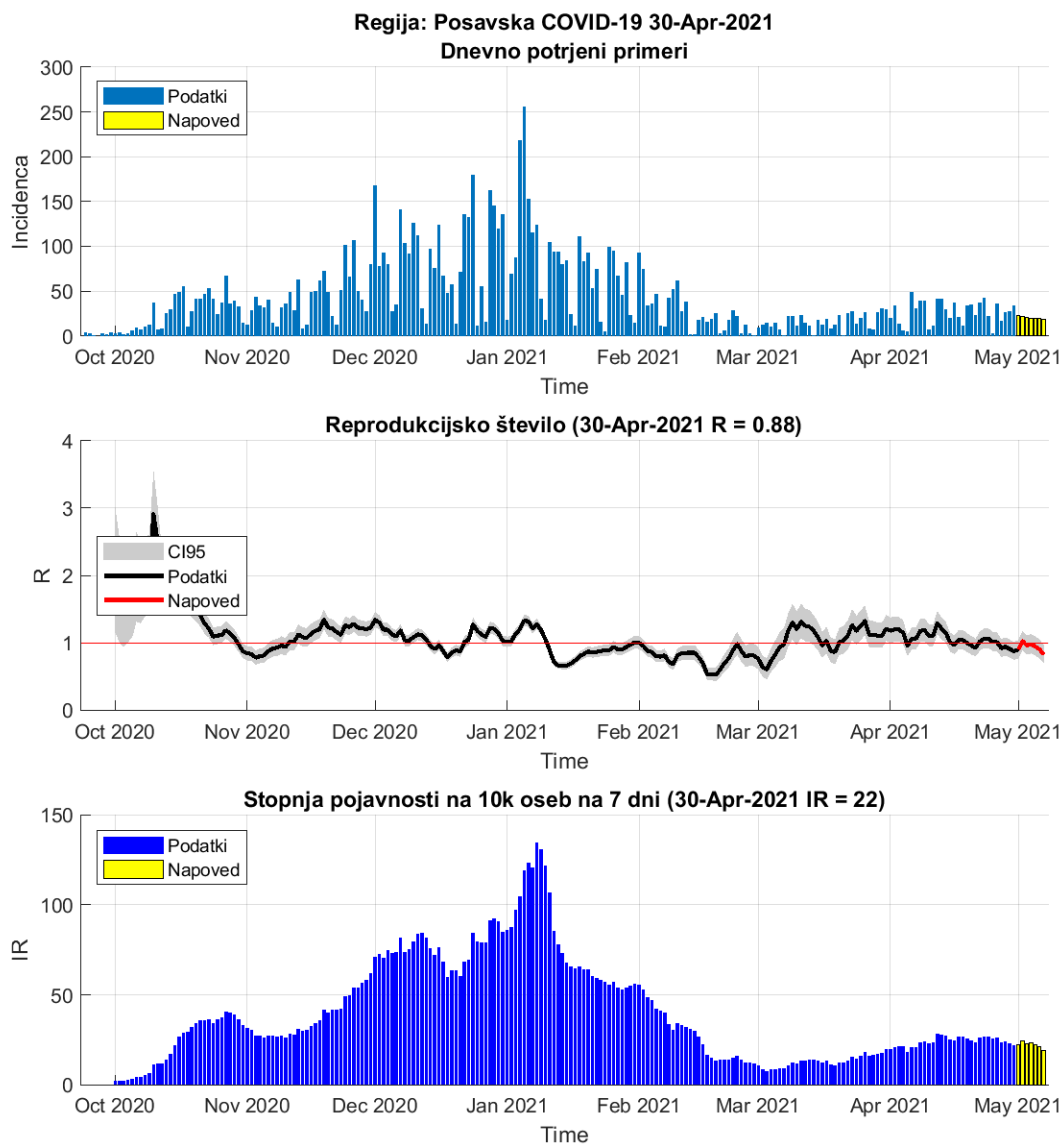 Regija: Posavska COVID-19 30-Apr-2021
Dnevno potrjeni primeri
300
250
200
150
100
50
0
Incidenca
Podatki
Napoved
Oct 2020 Nov 2020 Dec 2020 Jan 2021 Feb 2021 Mar 2021 Apr 2021 May 2021
Time
Reprodukcijsko število (30-Apr-2021 R = 0.88)
4
3
2
1
0
R
CI95
Podatki
Napoved
Oct 2020 Nov 2020 Dec 2020 Jan 2021 Feb 2021 Mar 2021 Apr 2021 May 2021
Time
Stopnja pojavnosti na 10k oseb na 7 dni (30-Apr-2021 IR = 22)
150
100
50
0
IR
Podatki
Napoved
Oct 2020 Nov 2020 Dec 2020 Jan 2021 Feb 2021 Mar 2021 Apr 2021 May 2021
Time